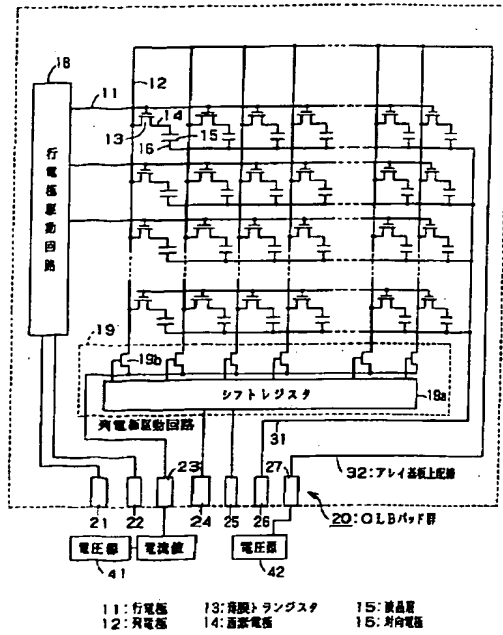 18
11
12
14
13
15
16
行電極駆動回路
19
19b
シフトレジスタ
19a
列電極駆動回路
31
23
27
32:アレイ基板上配線
21
22
24
25
26
20:OLBパッド群
電圧源
電流値
電圧源
41
42
11:行電極
13:薄膜トランジスタ
15:液晶層
12:列電極
14:画素電極
15:対向電極